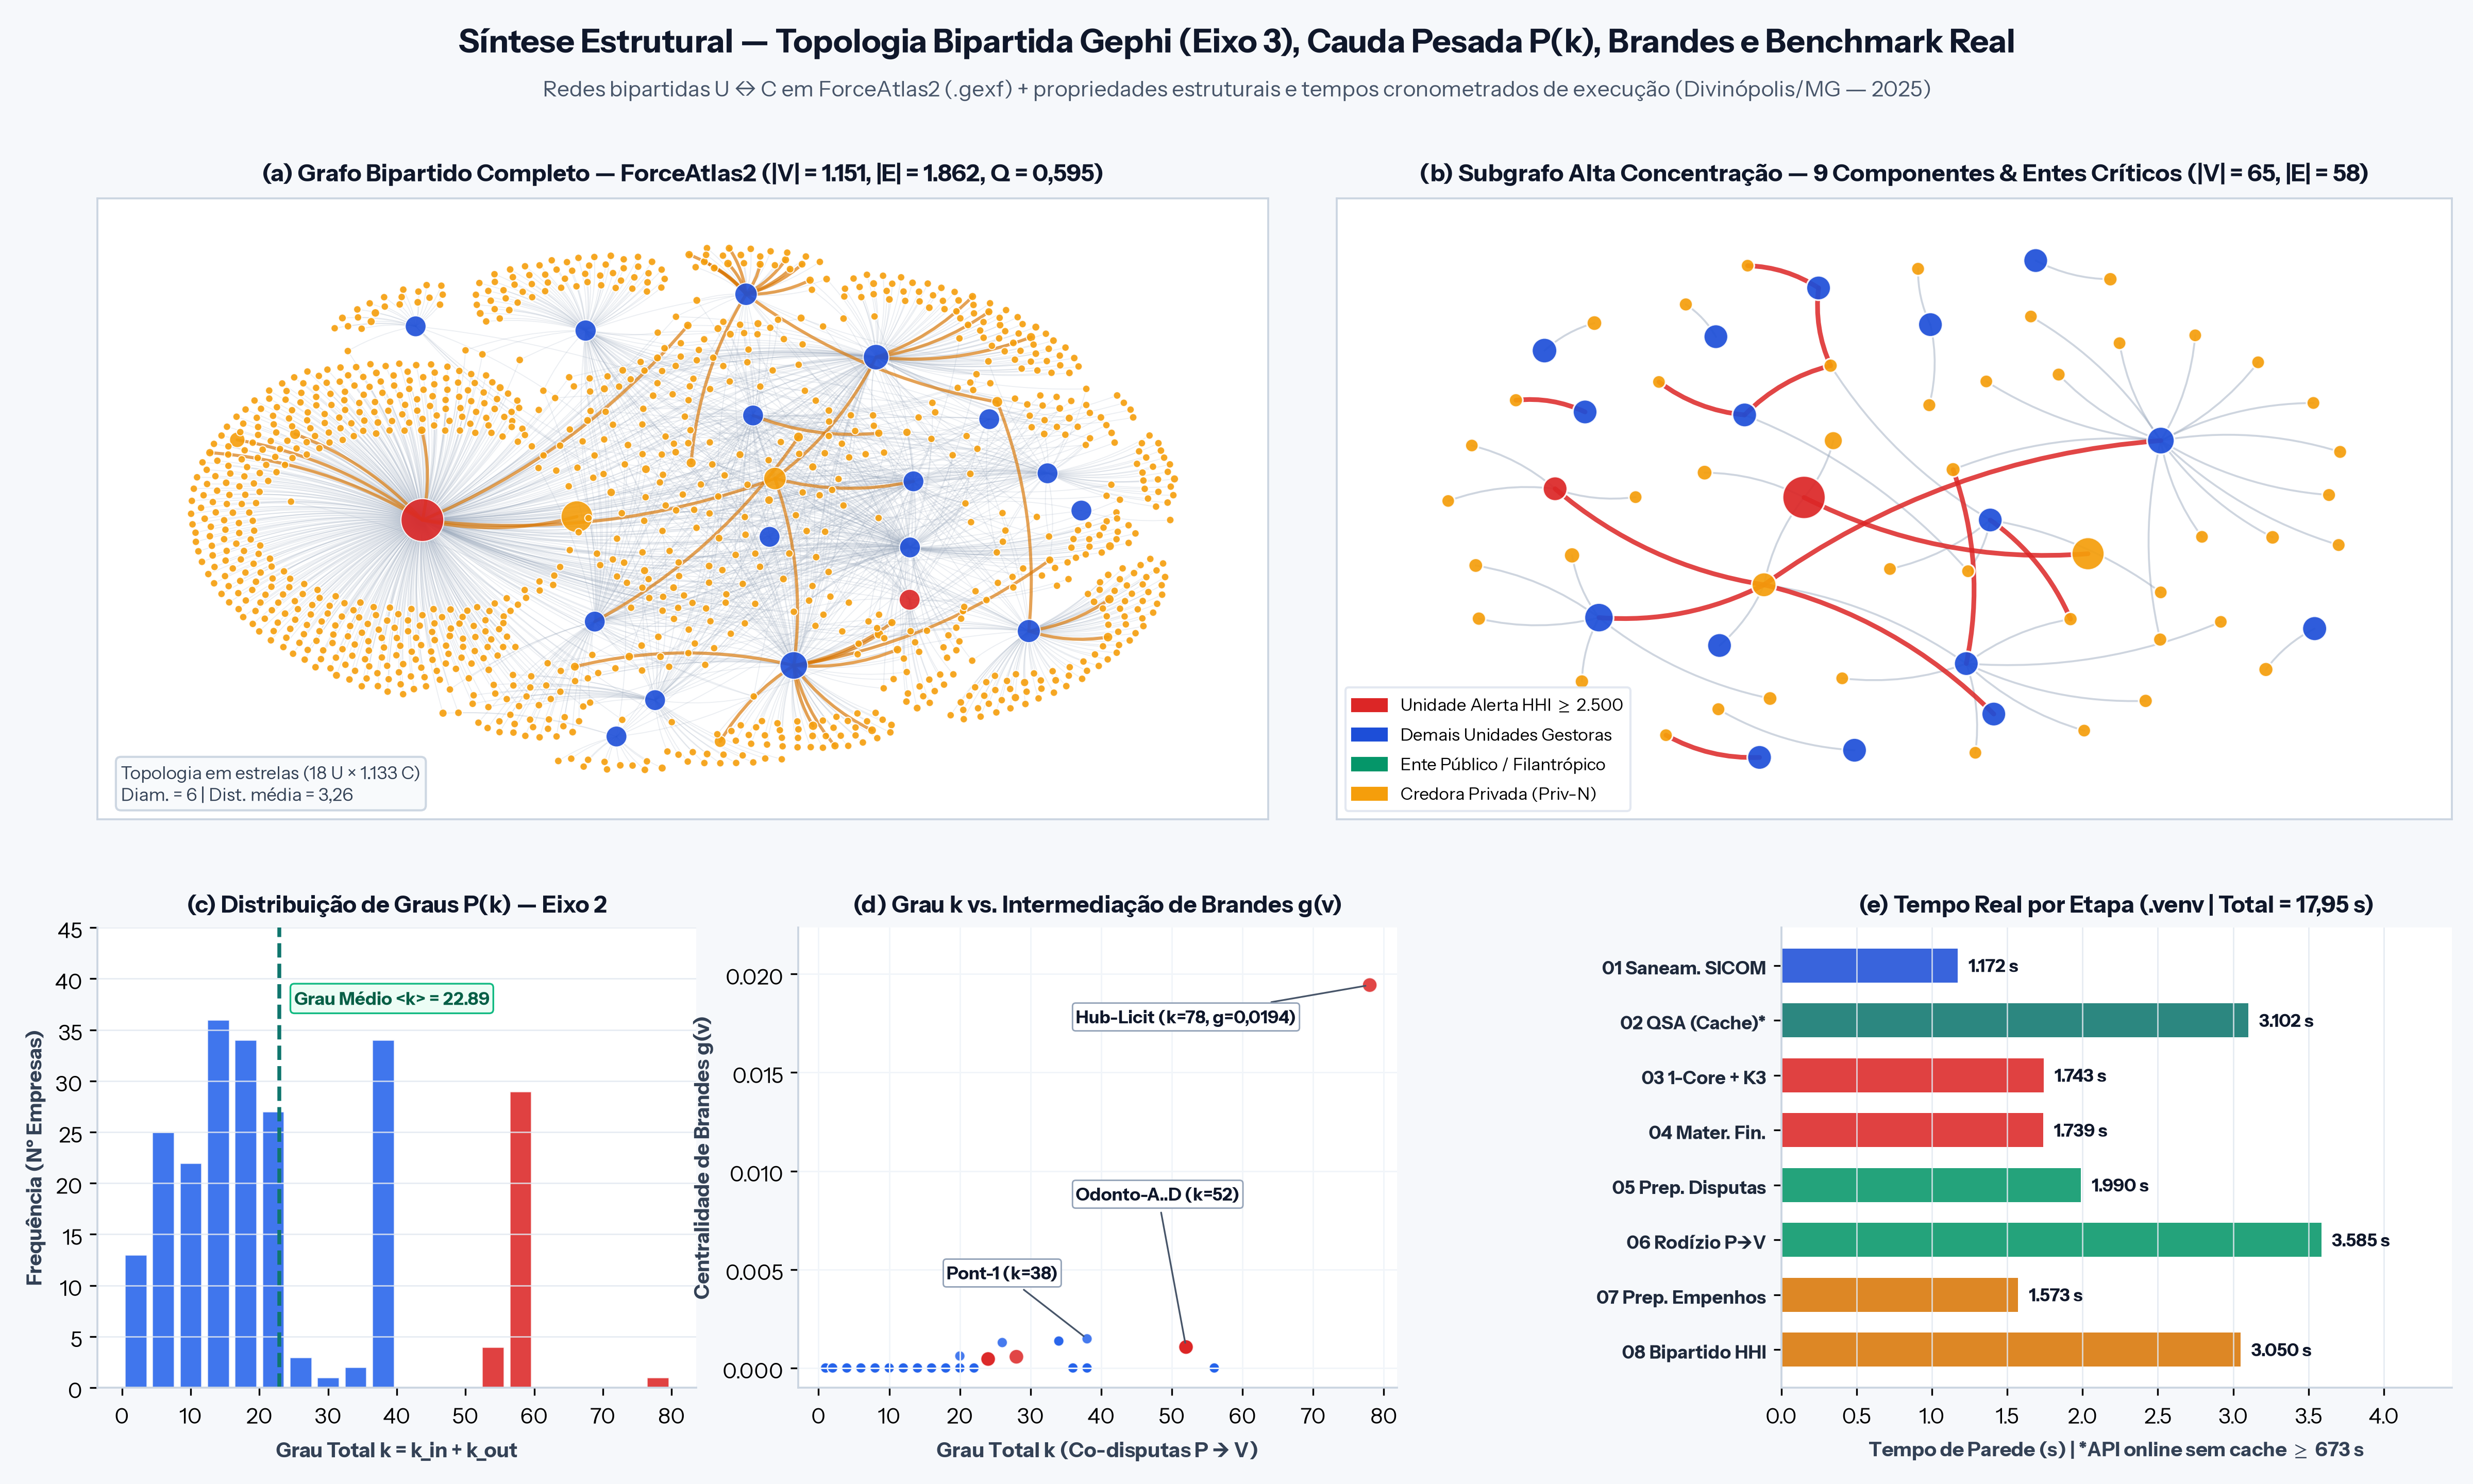 Síntese Estrutural — Topologia Bipartida Gephi (Eixo 3), Cauda Pesada P(k), Brandes e Benchmark Real
Redes bipartidas U ↔ C em ForceAtlas2 (.gexf) + propriedades estruturais e tempos cronometrados de execução (Divinópolis/MG — 2025)
(a) Grafo Bipartido Completo — ForceAtlas2 (|V| = 1.151, |E| = 1.862, Q = 0,595)
Topologia em estrelas (18 U × 1.133 C)
Diam. = 6 | Dist. média = 3,26
(b) Subgrafo Alta Concentração — 9 Componentes & Entes Críticos (|V| = 65, |E| = 58)
Unidade Alerta HHI ≥ 2.500
Demais Unidades Gestoras
Ente Público / Filantrópico
Credora Privada (Priv-N)
(c) Distribuição de Graus P(k) — Eixo 2
Frequência (Nº Empresas)
45
40
35
30
25
20
15
10
5
0
Grau Médio <k> = 22.89
0 10 20 30 40 50 60 70 80
Grau Total k = k_in + k_out
(d) Grau k vs. Intermediação de Brandes g(v)
Centralidade de Brandes g(v)
0.020
0.015
0.010
0.005
0.000
Hub-Licit (k=78, g=0,0194)
Odonto-A..D (k=52)
Pont-1 (k=38)
0 10 20 30 40 50 60 70 80
Grau Total k (Co-disputas P → V)
(e) Tempo Real por Etapa (.venv | Total = 17,95 s)
01 Saneam. SICOM 1.172 s
02 QSA (Cache)* 3.102 s
03 1-Core + K3 1.743 s
04 Mater. Fin. 1.739 s
05 Prep. Disputas 1.990 s
06 Rodízio P→V 3.585 s
07 Prep. Empenhos 1.573 s
08 Bipartido HHI 3.050 s
0.0 0.5 1.0 1.5 2.0 2.5 3.0 3.5 4.0
Tempo de Parede (s) | *API online sem cache ≥ 673 s